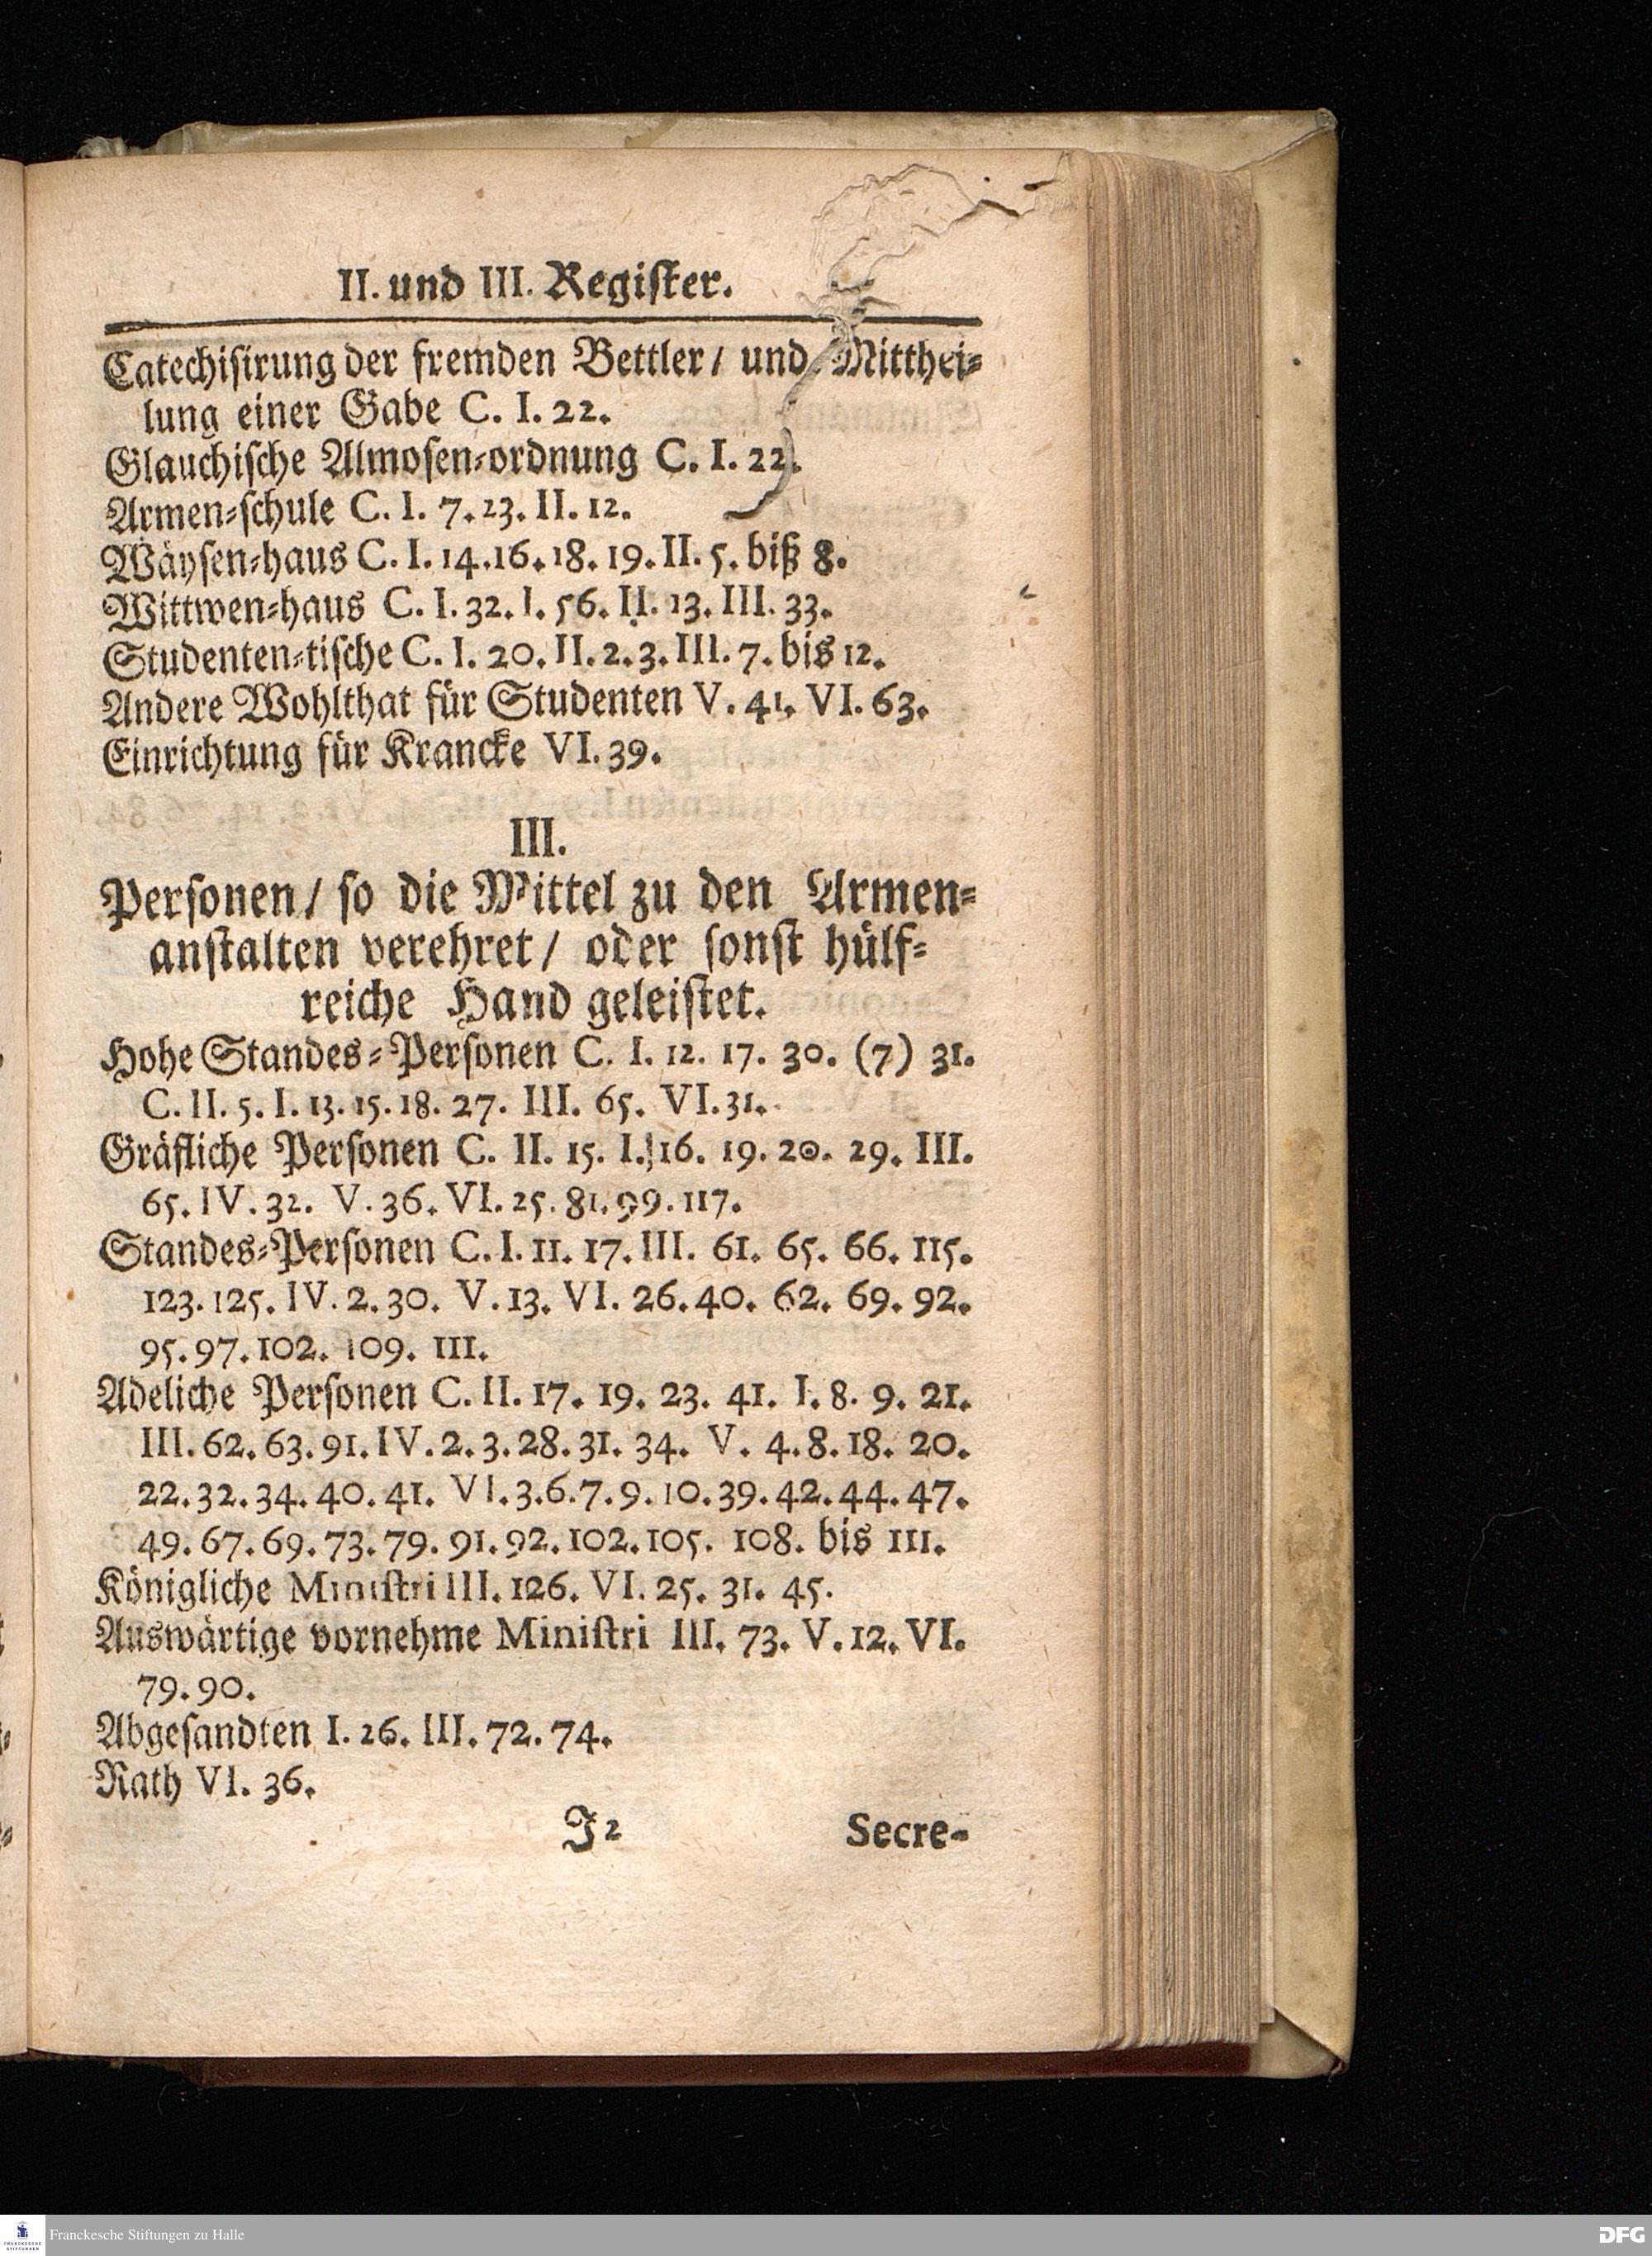 II. und III. Regiſter.
Catechiſirung der fremden Bettler/ und Mitthei⸗
lung einer Gabe C. I. 22.
Glauchiſche Almoſen⸗ordnung C. I. 22.
Armen⸗ſchule C. I. 7. 23. II. 12.
Wäyſen⸗haus C. I. 14. 16. 18. 19. II. 5. biß 8.
Wittwen⸗haus C. I. 32. I. 56. II. 13. III. 33.
Studenten⸗tiſche C. I. 20. II. 2. 3. III. 7. bis 12.
Andere Wohlthat für Studenten V. 41. VI. 63.
Einrichtung für Krancke VI. 39.
III.
Perſonen/ ſo die Mittel zu den Armen⸗
anſtalten verehret/ oder ſonſt hülf⸗
reiche Hand geleiſtet.
Hohe Standes⸗Perſonen C. I. 12. 17. 30. (7) 31.
C. II. 5. I. 13. 15. 18. 27. III. 65. VI. 31.
Gräfliche Perſonen C. II. 15. I. 16. 19. 20. 29. III.
65. IV. 32. V. 36. VI. 25. 81. 99. 117.
Standes⸗Perſonen C. I. 11. 17. III. 61. 65. 66. 115.
123. 125. IV. 2. 30. V. 13. VI. 26. 40. 62. 69. 92.
95. 97. 102. 109. 111.
Adeliche Perſonen C. II. 17. 19. 23. 41. I. 8. 9. 21.
III. 62. 63. 91. IV. 2. 3. 28. 31. 34. V. 4. 8. 18. 20.
22. 32. 34. 40. 41. VI. 3. 6. 7. 9. 10. 39. 42. 44. 47.
49. 67. 69. 73. 79. 91. 92. 102. 105. 108. bis 111.
Königliche Miniſtri III. 126. VI. 25. 31. 45.
Auswärtige vornehme Miniſtri III. 73. V. 12. VI.
79. 90.
Abgeſandten I. 26. III. 72. 74.
Rath VI. 36.
J 2 Secre-
Franckesche Stiftungen zu Halle
DFG